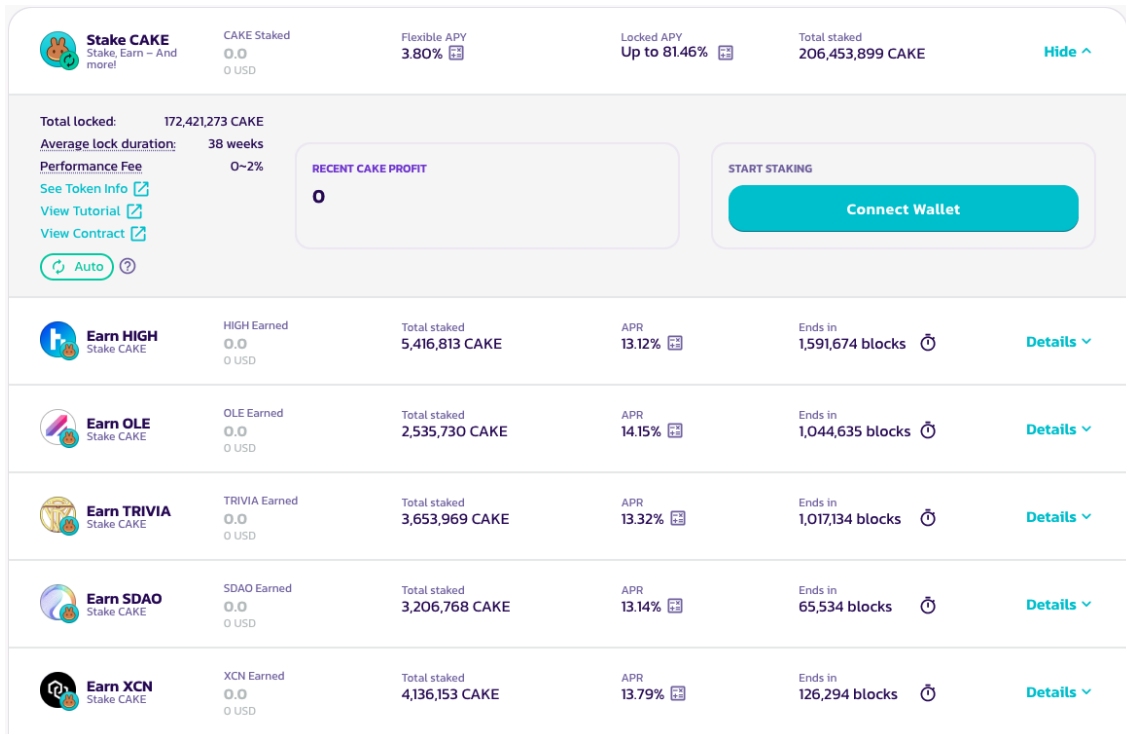 Stake CAKE
Stake, Earn – And
more!
CAKE Staked
0.0
0 USD
Flexible APY
3.80%
Locked APY
Up to 81.46%
Total staked
206,453,899 CAKE
Hide
Total locked: 172,421,273 CAKE
Average lock duration: 38 weeks
Performance Fee 0~2%
See Token Info
View Tutorial
View Contract
Auto
?
RECENT CAKE PROFIT
0
START STAKING
Connect Wallet
Earn HIGH
Stake CAKE
HIGH Earned
0.0
0 USD
Total staked
5,416,813 CAKE
APR
13.12%
Ends in
1,591,674 blocks
Details
Earn OLE
Stake CAKE
OLE Earned
0.0
0 USD
Total staked
2,535,730 CAKE
APR
14.15%
Ends in
1,044,635 blocks
Details
Earn TRIVIA
Stake CAKE
TRIVIA Earned
0.0
0 USD
Total staked
3,653,969 CAKE
APR
13.32%
Ends in
1,017,134 blocks
Details
Earn SDAO
Stake CAKE
SDAO Earned
0.0
0 USD
Total staked
3,206,768 CAKE
APR
13.14%
Ends in
65,534 blocks
Details
Earn XCN
Stake CAKE
XCN Earned
0.0
0 USD
Total staked
4,136,153 CAKE
APR
13.79%
Ends in
126,294 blocks
Details